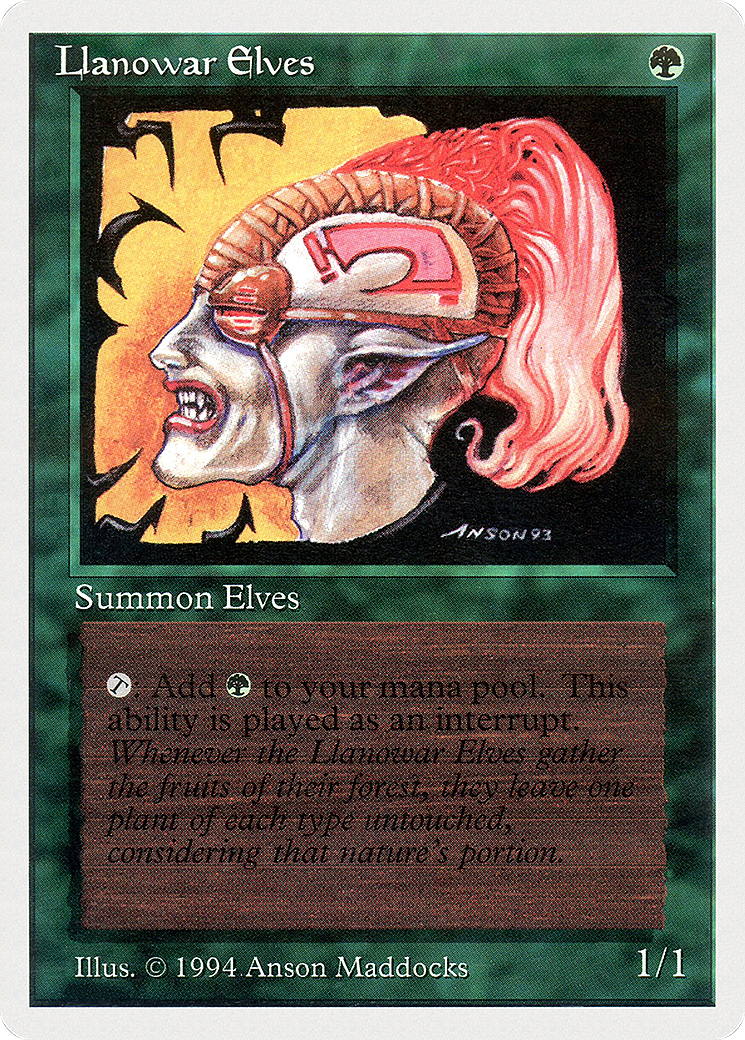 Llanowar Elves
ANSON93
Summon Elves
Add to your mana pool. This
ability is played as an interrupt.
Whenever the Llanowar Elves gather
the fruits of their forest, they leave one
plant of each type untouched,
considering that nature's portion.
Illus. © 1994 Anson Maddocks
1/1